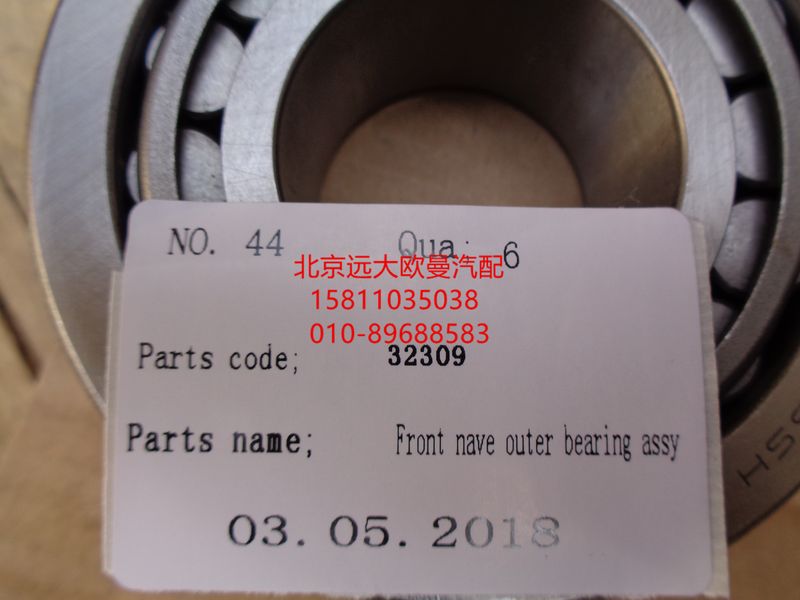 NO. 44 Qua: 6
北京远大欧曼汽配
15811035038
010-89688583
Parts code; 32309
Parts name; Front nave outer bearing assy
03. 05. 2018